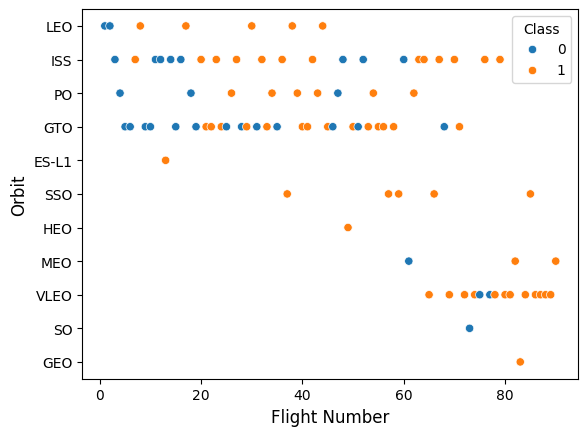 LEO
ISS
PO
GTO
ES-L1
SSO
HEO
MEO
VLEO
SO
GEO
Orbit
0 20 40 60 80
Flight Number
Class
0
1